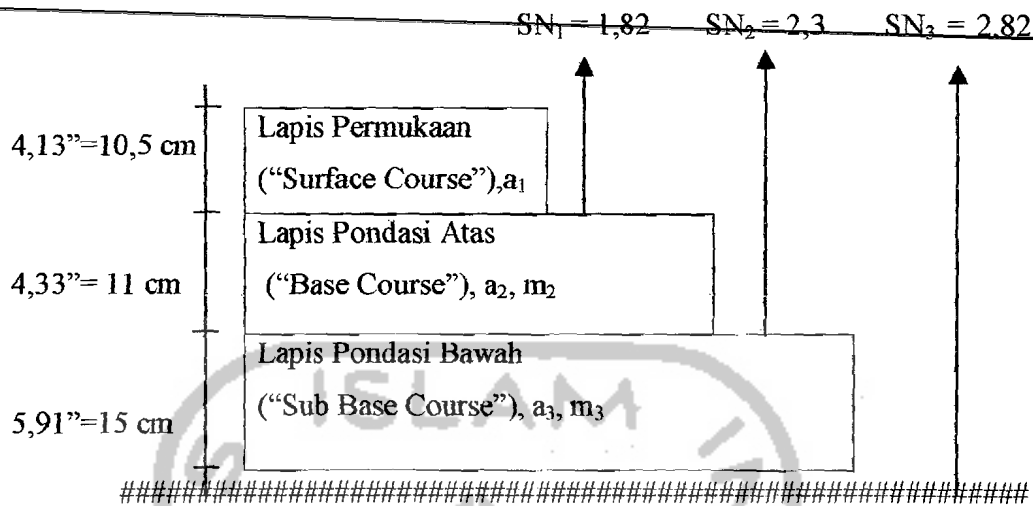 SN₁ = 1,82 SN₂ = 2,3 SN₃ = 2,82
4,13”=10,5 cm
Lapis Permukaan
(“Surface Course”),a₁
4,33”= 11 cm
Lapis Pondasi Atas
(“Base Course”), a₂, m₂
5,91”=15 cm
Lapis Pondasi Bawah
(“Sub Base Course”), a₃, m₃
ISLAM